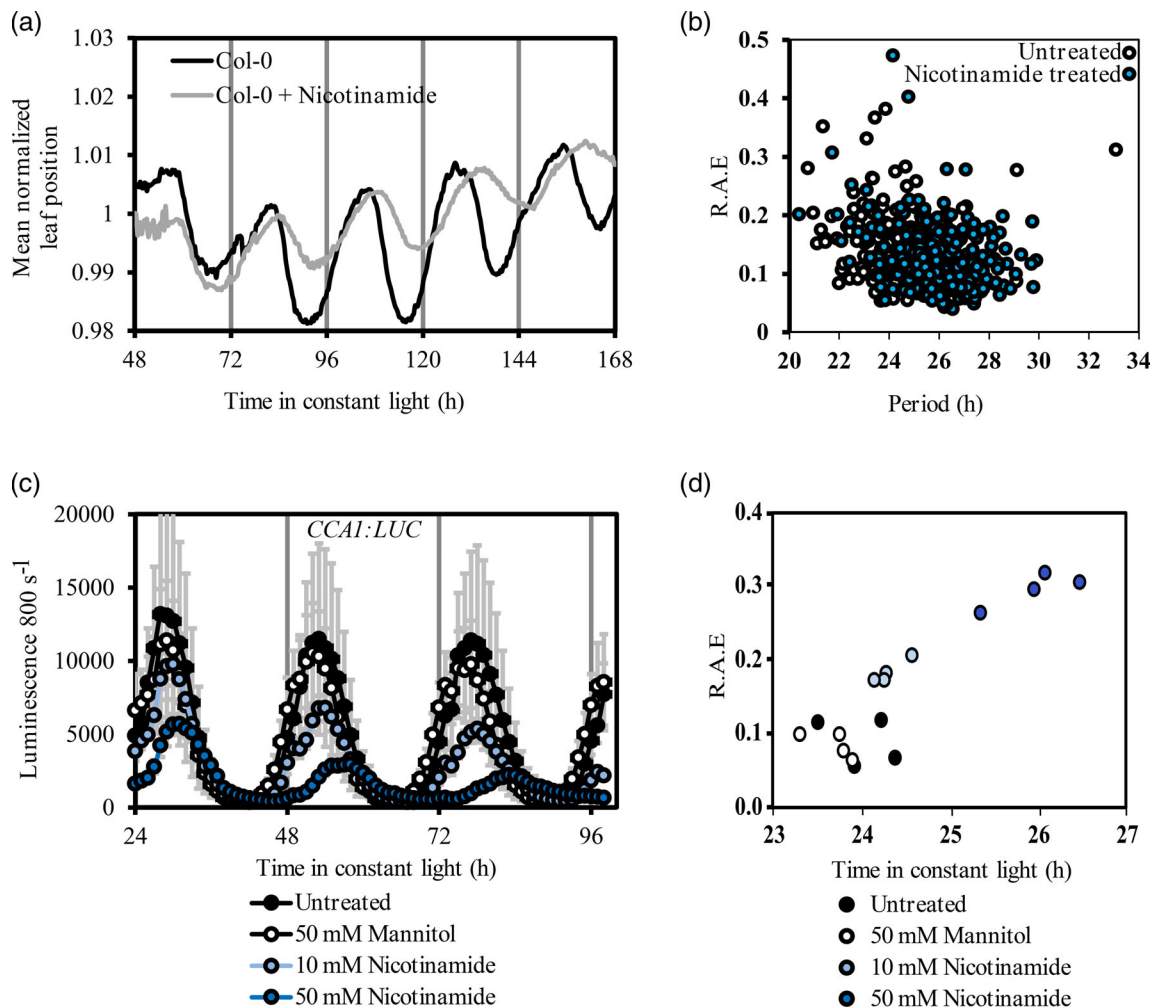 (a)
1.03
1.02
1.01
1
0.99
0.98
Mean normalized
leaf position
Col-0
Col-0 + Nicotinamide
48 72 96 120 144 168
Time in constant light (h)
(b)
0.5
0.4
0.3
0.2
0.1
0
R.A.E
Untreated
Nicotinamide treated
20 22 24 26 28 30 32 34
Period (h)
(c)
20000
15000
10000
5000
0
Luminescence 800 s-1
CCA1:LUC
24 48 72 96
Time in constant light (h)
Untreated
50 mM Mannitol
10 mM Nicotinamide
50 mM Nicotinamide
(d)
0.4
0.3
0.2
0.1
0.0
R.A.E
23 24 25 26 27
Time in constant light (h)
Untreated
50 mM Mannitol
10 mM Nicotinamide
50 mM Nicotinamide